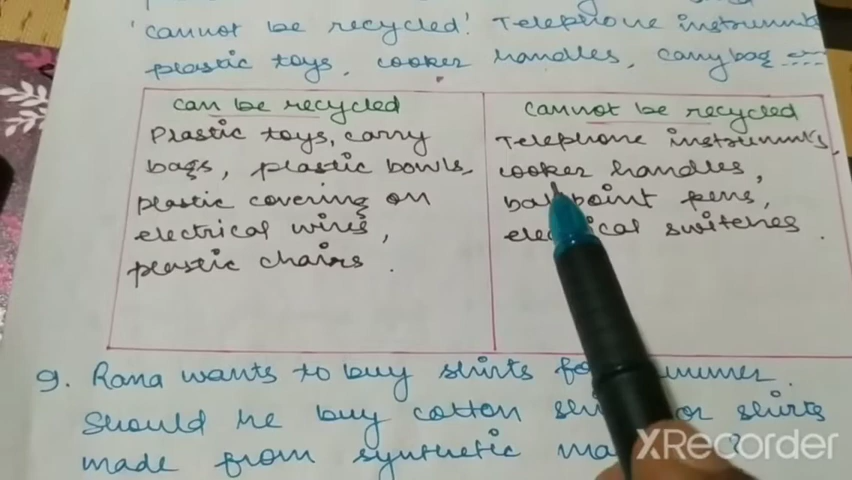 'cannot be recycled'. Telephone instruments
plastic toys, cooker handles, carry bag
can be recycled
Plastic toys, carry
bags, plastic bowls,
plastic covering on
electrical wires,
plastic chairs.
cannot be recycled
Telephone instruments,
cooker handles,
ball point pens,
electrical switches.
9. Rana wants to buy shirts for summer.
Should he buy cotton shirts or shirts
made from synthetic ?
XRecorder